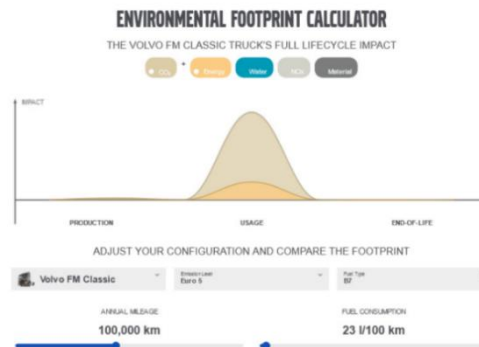 ENVIRONMENTAL FOOTPRINT CALCULATOR
THE VOLVO FM CLASSIC TRUCK'S FULL LIFECYCLE IMPACT
CO₂ Energy Water NOx Material
IMPACT
PRODUCTION USAGE END-OF-LIFE
ADJUST YOUR CONFIGURATION AND COMPARE THE FOOTPRINT
Volvo FM Classic
Emission Level
Euro 5
Fuel Type
B7
ANNUAL MILEAGE
100,000 km
FUEL CONSUMPTION
23 l/100 km